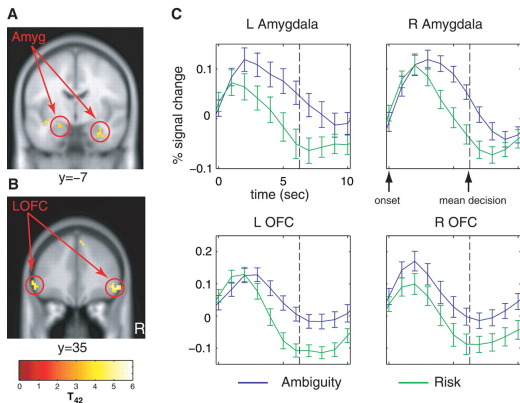 A
Amyg
y=−7
B
LOFC
R
y=35
0 1 2 3 4 5 6
T42
C
L Amygdala
R Amygdala
% signal change
0.1
0
−0.1
0 5 10
time (sec)
onset
mean decision
L OFC
R OFC
0.2
0.1
0
−0.1
Ambiguity
Risk